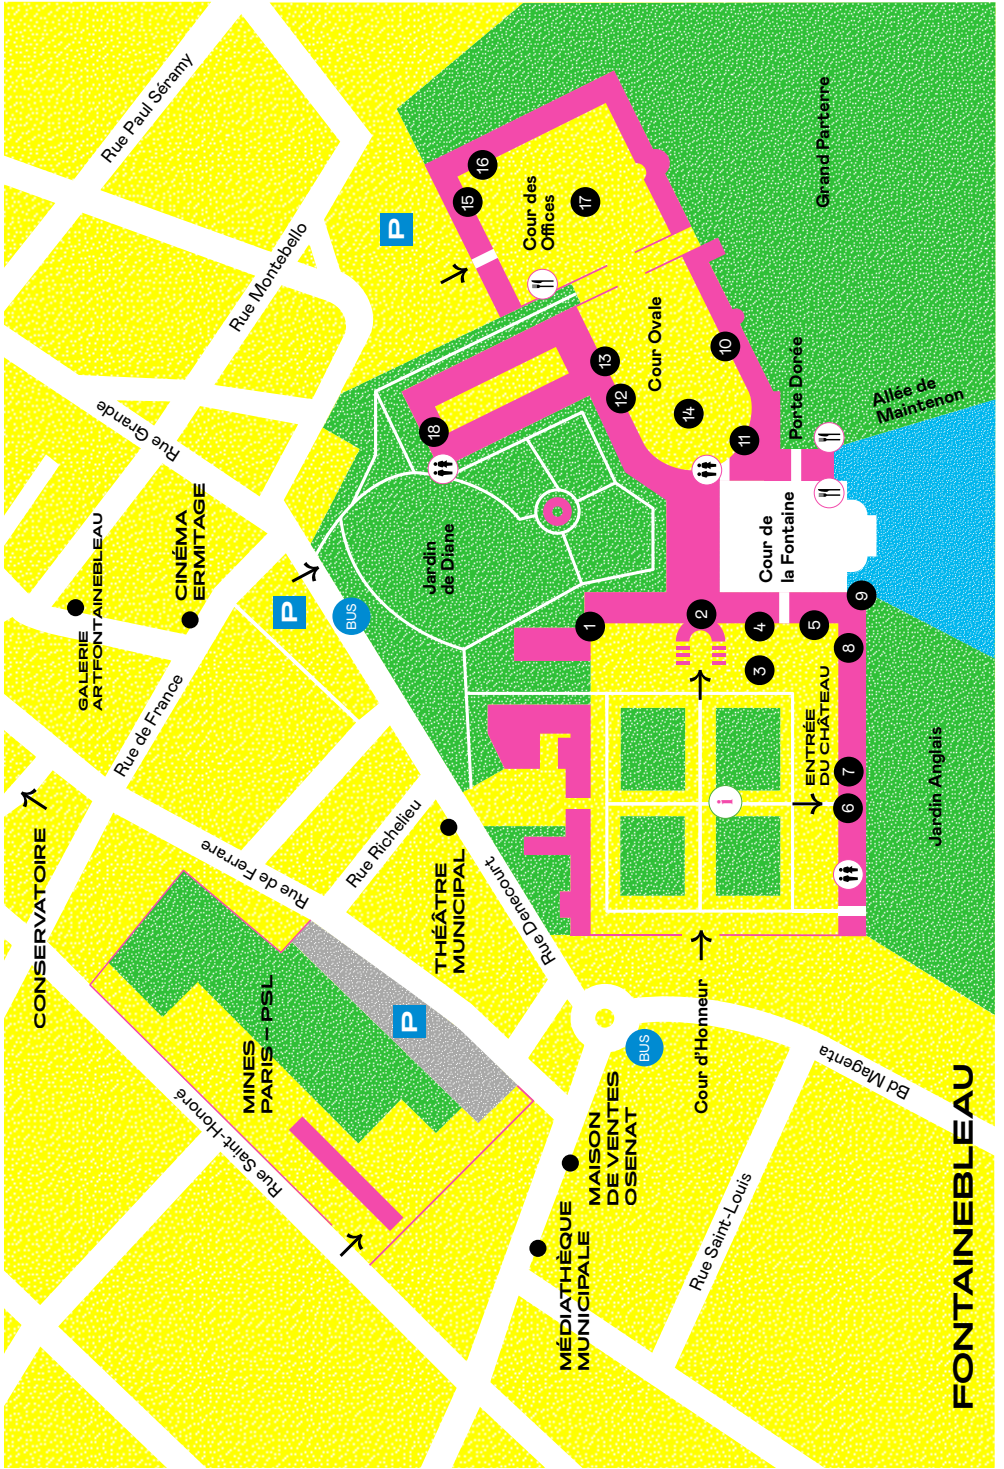 Rue Paul Séramy
Rue Montebello
Rue Grande
GALERIE
ARTFONTAINEBLEAU
CINÉMA
ERMITAGE
Rue de France
CONSERVATOIRE
Rue de Ferrare
Rue Richelieu
THÉÂTRE
MUNICIPAL
Rue Denecourt
MINES
PARIS – PSL
Rue Saint-Honoré
MÉDIATHÈQUE
MUNICIPALE
MAISON
DE VENTES
OSENAT
Rue Saint-Louis
Bd Magenta
Cour d'Honneur
P
P
P
BUS
BUS
Jardin
de Diane
Cour des
Offices
Cour Ovale
Grand Parterre
Porte Dorée
Allée de
Maintenon
Cour de
la Fontaine
ENTRÉE
DU CHÂTEAU
Jardin Anglais
i
1
2
3
4
5
6
7
8
9
10
11
12
13
14
15
16
17
18
FONTAINEBLEAU